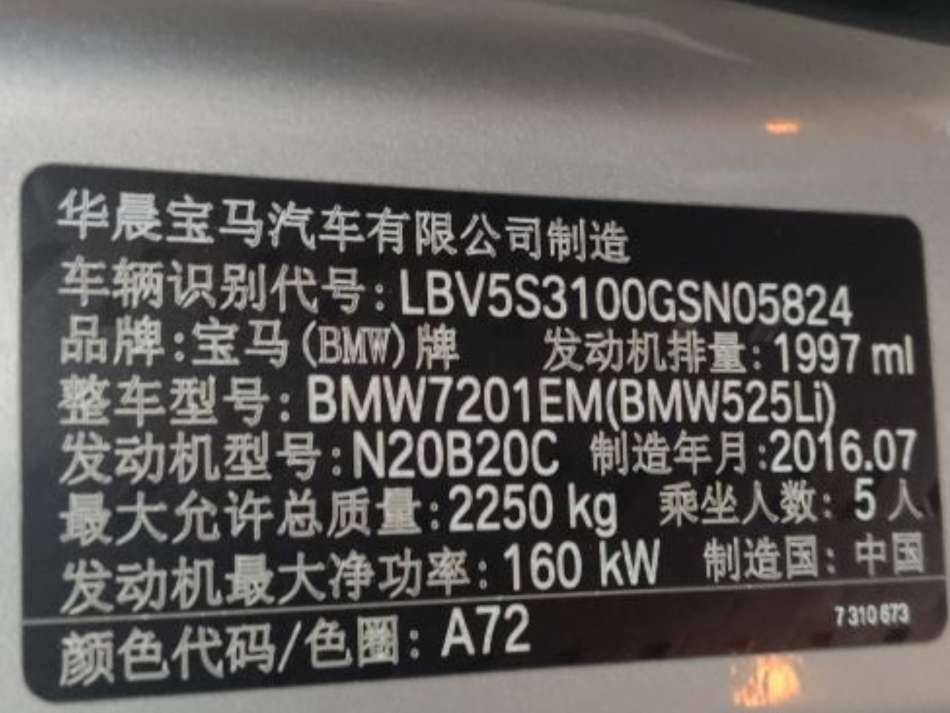 华晨宝马汽车有限公司制造
车辆识别代号: LBV5S3100GSN05824
品牌:宝马(BMW)牌 发动机排量: 1997 ml
整车型号: BMW7201EM(BMW525Li)
发动机型号:N20B20C 制造年月:2016.07
最大允许总质量:2250 kg 乘坐人数: 5 人
发动机最大净功率: 160 kW 制造国: 中国
7 310 673
颜色代码/色圈: A72